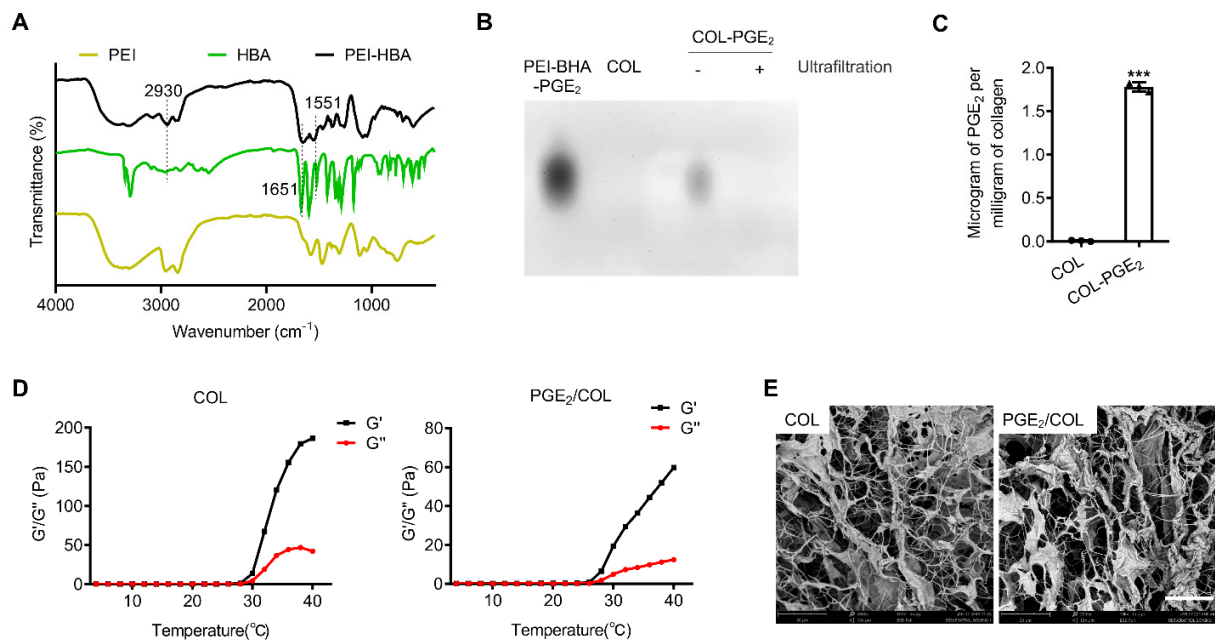 A
PEI HBA PEI-HBA
2930
1551
1651
Transmittance (%)
4000 3000 2000 1000
Wavenumber (cm⁻¹)
B
COL-PGE₂
PEI-BHA COL - + Ultrafiltration
-PGE₂
C
Microgram of PGE₂ per
milligram of collagen
2.0
1.5
1.0
0.5
0.0
***
COL
COL-PGE₂
D
COL
G'
G''
G'/G'' (Pa)
200
150
100
50
0
10 20 30 40
Temperature(°C)
PGE₂/COL
G'
G''
G'/G'' (Pa)
60
40
20
0
10 20 30 40
Temperature(°C)
E
COL
PGE₂/COL